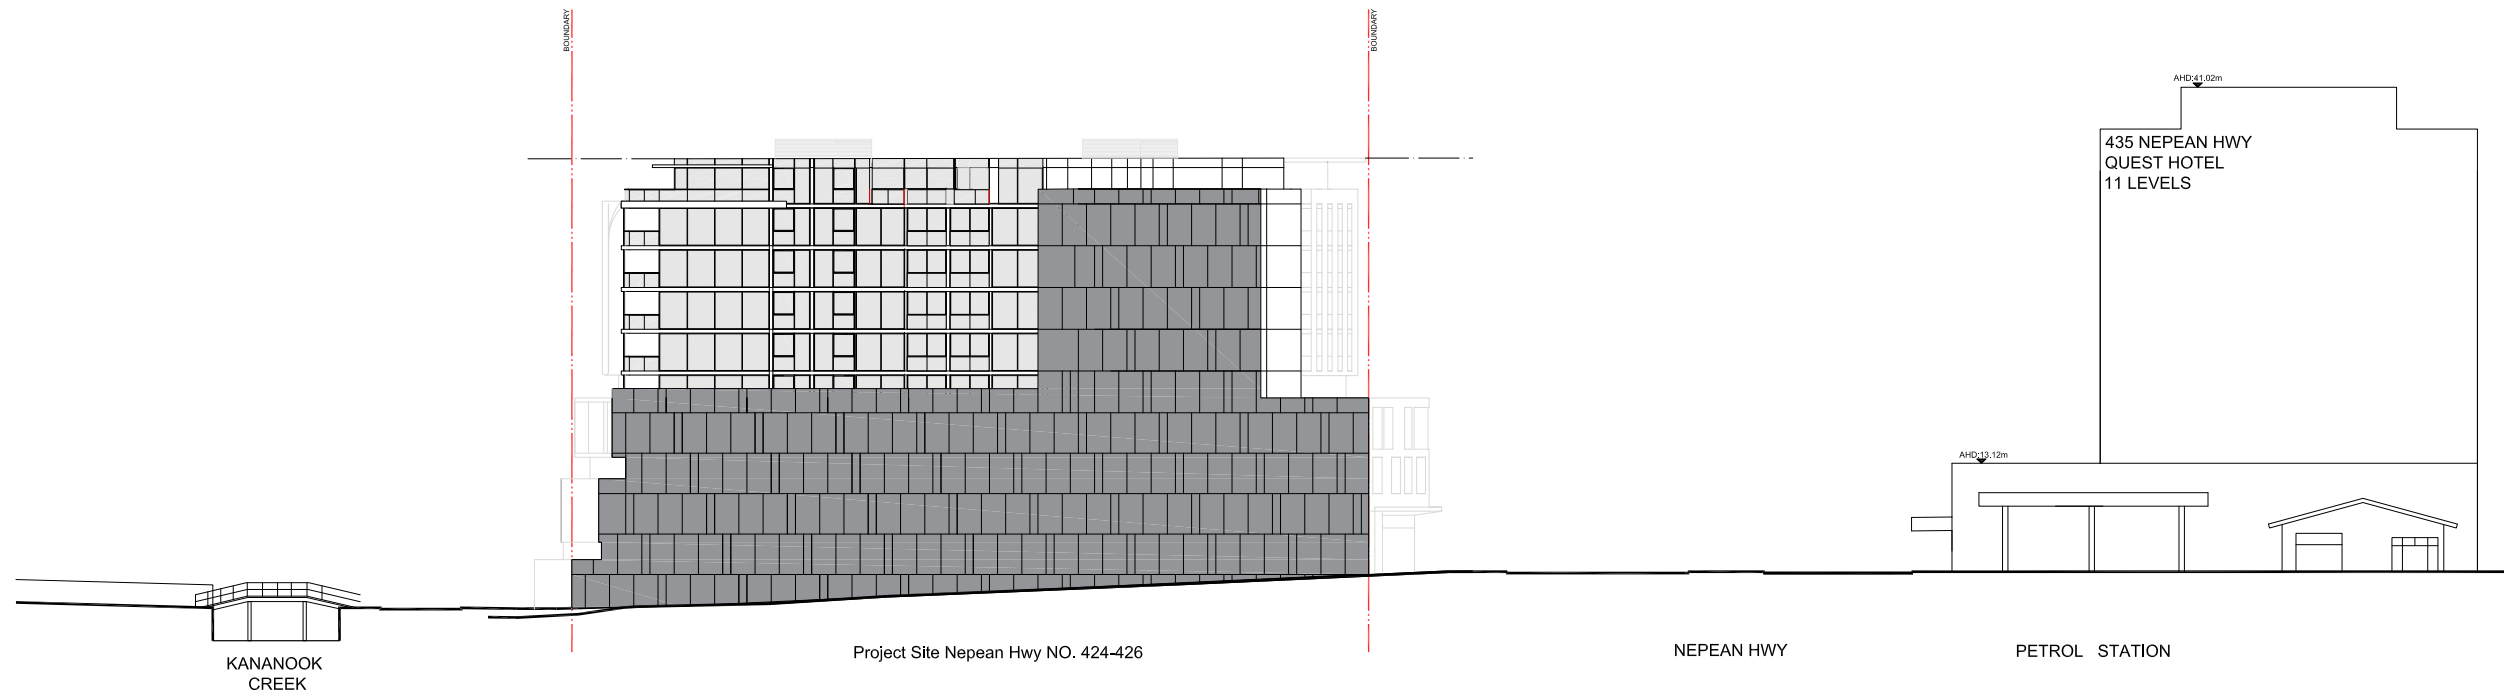 BOUNDARY
BOUNDARY
AHD:41.02m
435 NEPEAN HWY
QUEST HOTEL
11 LEVELS
AHD:13.12m
KANANOOK
CREEK
Project Site Nepean Hwy NO. 424-426
NEPEAN HWY
PETROL STATION